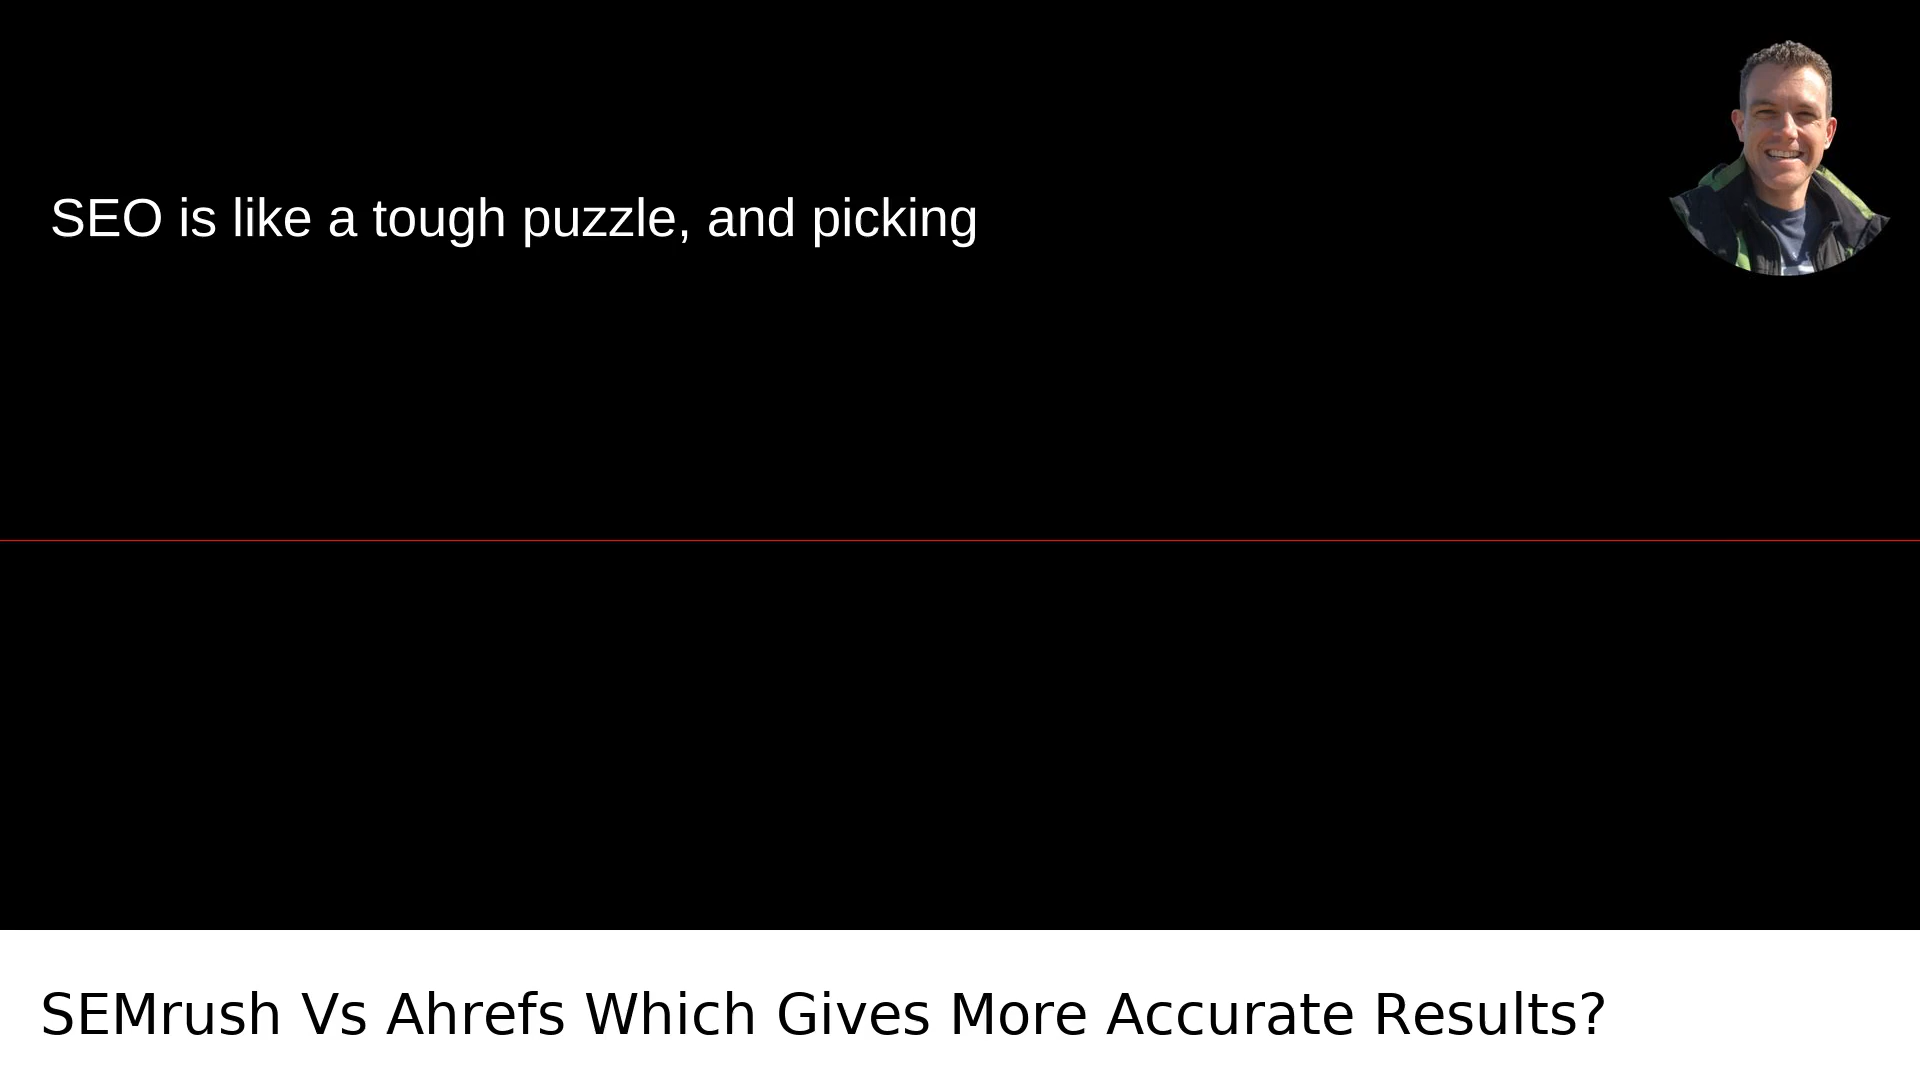 SEO is like a tough puzzle, and picking
SEMrush Vs Ahrefs Which Gives More Accurate Results?